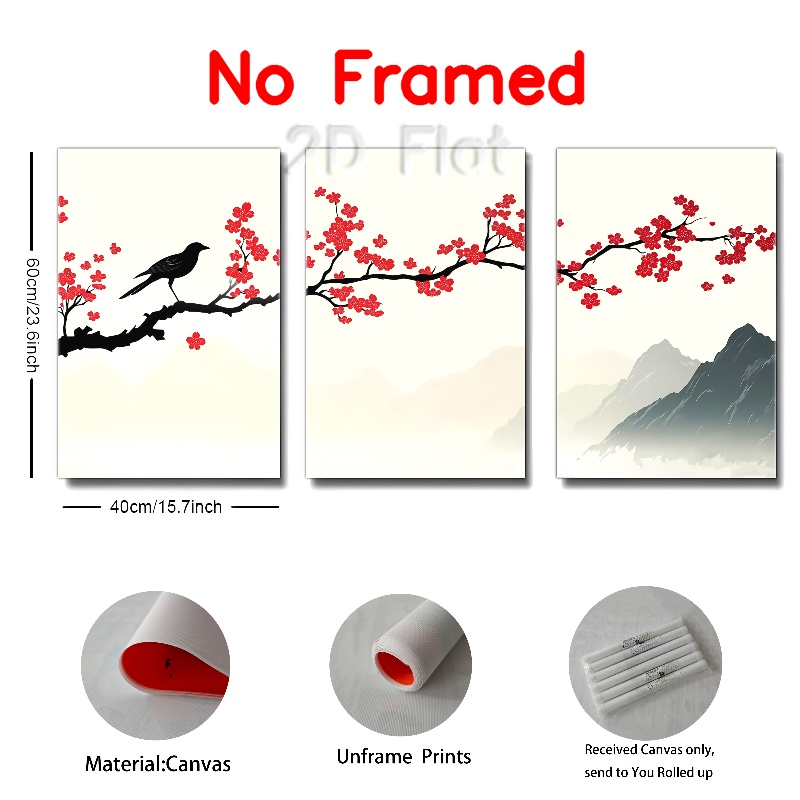 No Framed
2D Flat
60cm/23.6inch
40cm/15.7inch
Material:Canvas
Unframe Prints
Received Canvas only,
send to You Rolled up